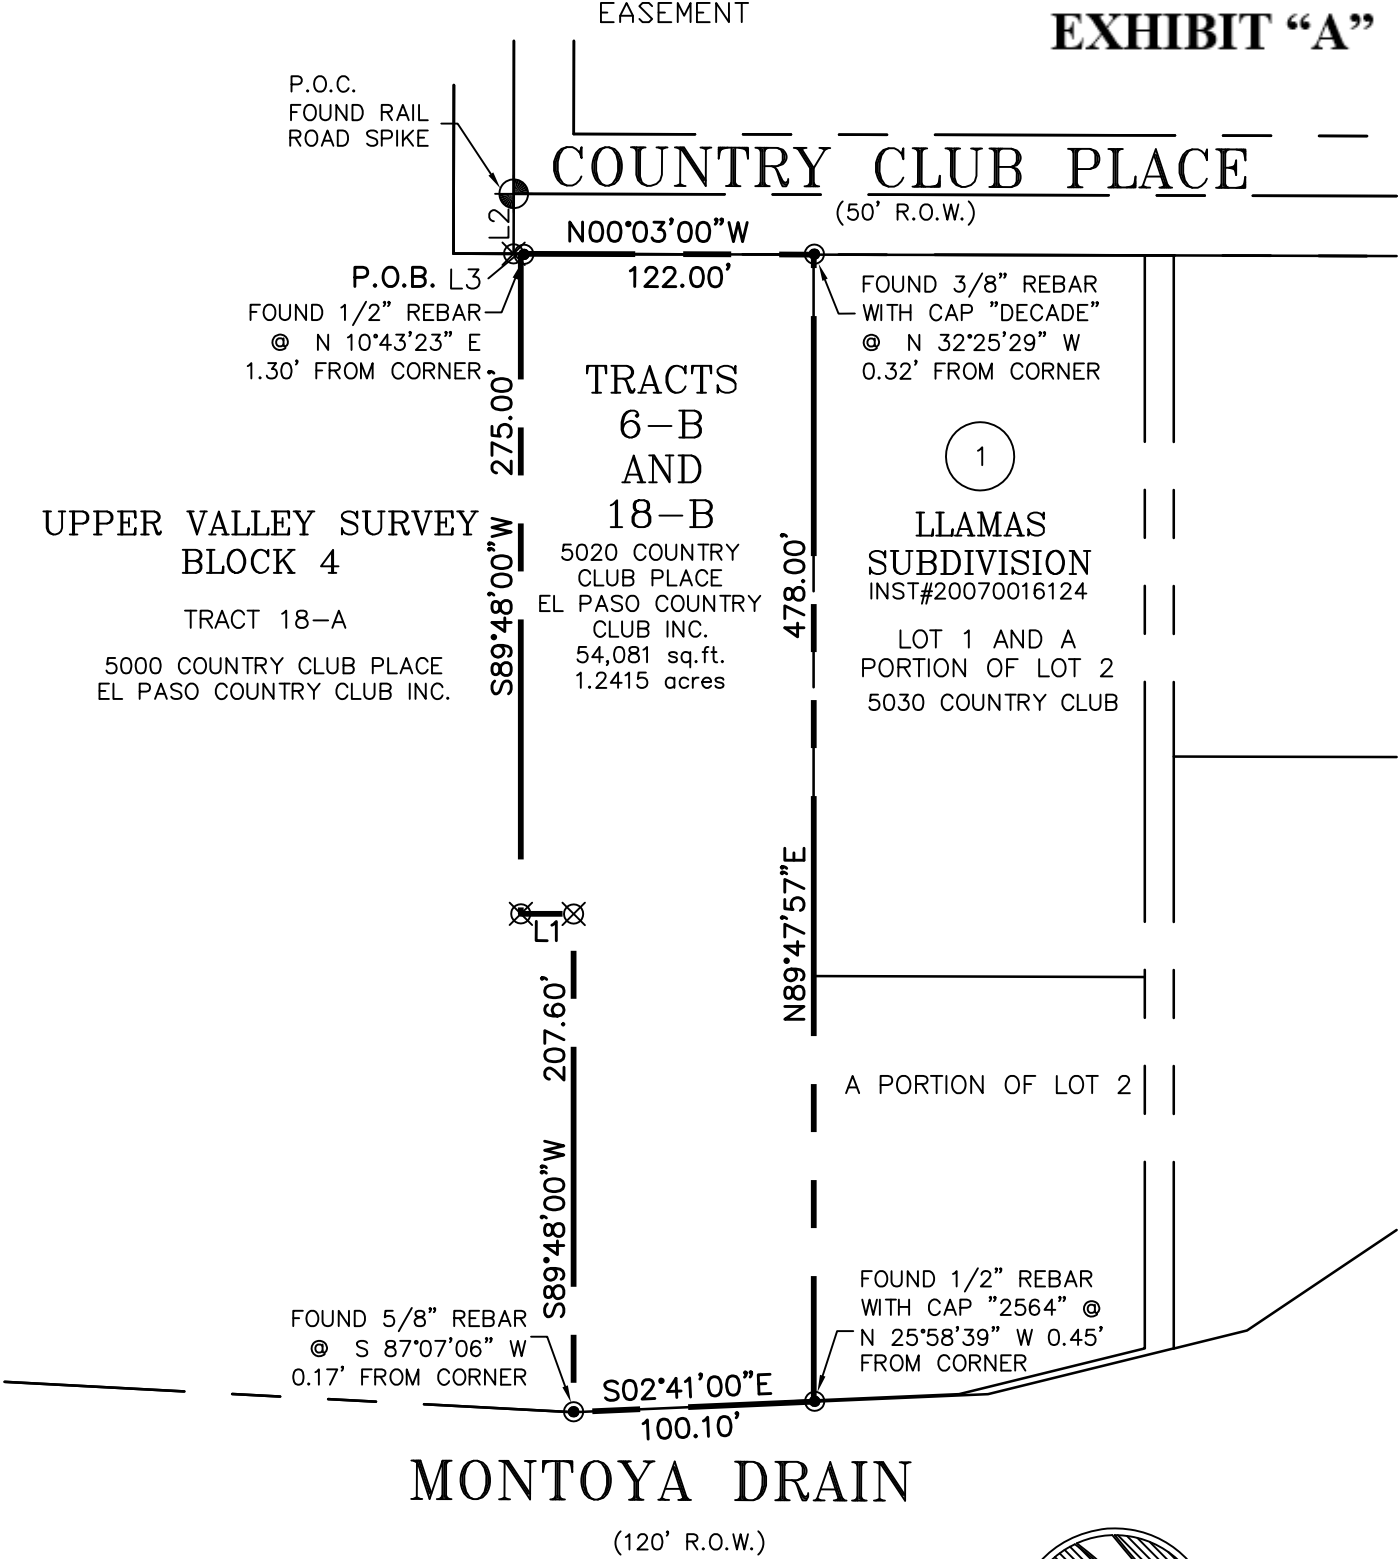 EASEMENT
EXHIBIT “A”
P.O.C.
FOUND RAIL
ROAD SPIKE
COUNTRY CLUB PLACE
(50' R.O.W.)
L2
N00°03'00"W
122.00'
P.O.B. L3
FOUND 1/2" REBAR
@ N 10°43'23" E
1.30' FROM CORNER
FOUND 3/8" REBAR
WITH CAP "DECADE"
@ N 32°25'29" W
0.32' FROM CORNER
S89°48'00"W 275.00'
TRACTS
6-B
AND
18-B
5020 COUNTRY
CLUB PLACE
EL PASO COUNTRY
CLUB INC.
54,081 sq.ft.
1.2415 acres
N89°47'57"E 478.00'
1
LLAMAS
SUBDIVISION
INST#20070016124
LOT 1 AND A
PORTION OF LOT 2
5030 COUNTRY CLUB
UPPER VALLEY SURVEY
BLOCK 4
TRACT 18-A
5000 COUNTRY CLUB PLACE
EL PASO COUNTRY CLUB INC.
L1
S89°48'00"W 207.60'
A PORTION OF LOT 2
FOUND 5/8" REBAR
@ S 87°07'06" W
0.17' FROM CORNER
FOUND 1/2" REBAR
WITH CAP "2564" @
N 25°58'39" W 0.45'
FROM CORNER
S02°41'00"E
100.10'
MONTOYA DRAIN
(120' R.O.W.)